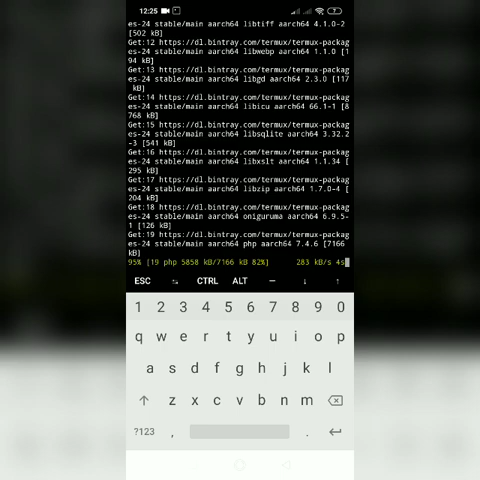 12:25
es-24 stable/main aarch64 libtiff aarch64 4.1.0-2
[502 kB]
Get:12 https://dl.bintray.com/termux/termux-packag
es-24 stable/main aarch64 libwebp aarch64 1.1.0 [1
94 kB]
Get:13 https://dl.bintray.com/termux/termux-packag
es-24 stable/main aarch64 libgd aarch64 2.3.0 [117
kB]
Get:14 https://dl.bintray.com/termux/termux-packag
es-24 stable/main aarch64 libicu aarch64 66.1-1 [8
768 kB]
Get:15 https://dl.bintray.com/termux/termux-packag
es-24 stable/main aarch64 libsqlite aarch64 3.32.2
-3 [541 kB]
Get:16 https://dl.bintray.com/termux/termux-packag
es-24 stable/main aarch64 libxslt aarch64 1.1.34 [
295 kB]
Get:17 https://dl.bintray.com/termux/termux-packag
es-24 stable/main aarch64 libzip aarch64 1.7.0-4 [
204 kB]
Get:18 https://dl.bintray.com/termux/termux-packag
es-24 stable/main aarch64 oniguruma aarch64 6.9.5-
1 [126 kB]
Get:19 https://dl.bintray.com/termux/termux-packag
es-24 stable/main aarch64 php aarch64 7.4.6 [7166
kB]
95% [19 php 5858 kB/7166 kB 82%] 283 kB/s 4s
ESC CTRL ALT — ↓ ↑
1 2 3 4 5 6 7 8 9 0
q w e r t y u i o p
a s d f g h j k l
z x c v b n m
?123 , .